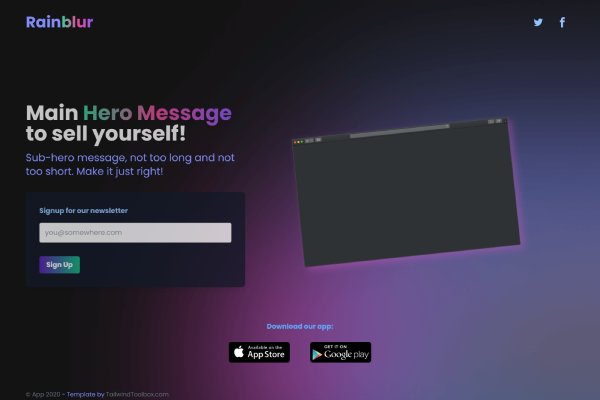 Rainblur
Main Hero Message
to sell yourself!
Sub-hero message, not too long and not
too short. Make it just right!
Signup for our newsletter
you@somewhere.com
Sign Up
Download our app:
Available on the
App Store
GET IT ON
Google play
© App 2020 - Template by TailwindToolbox.com